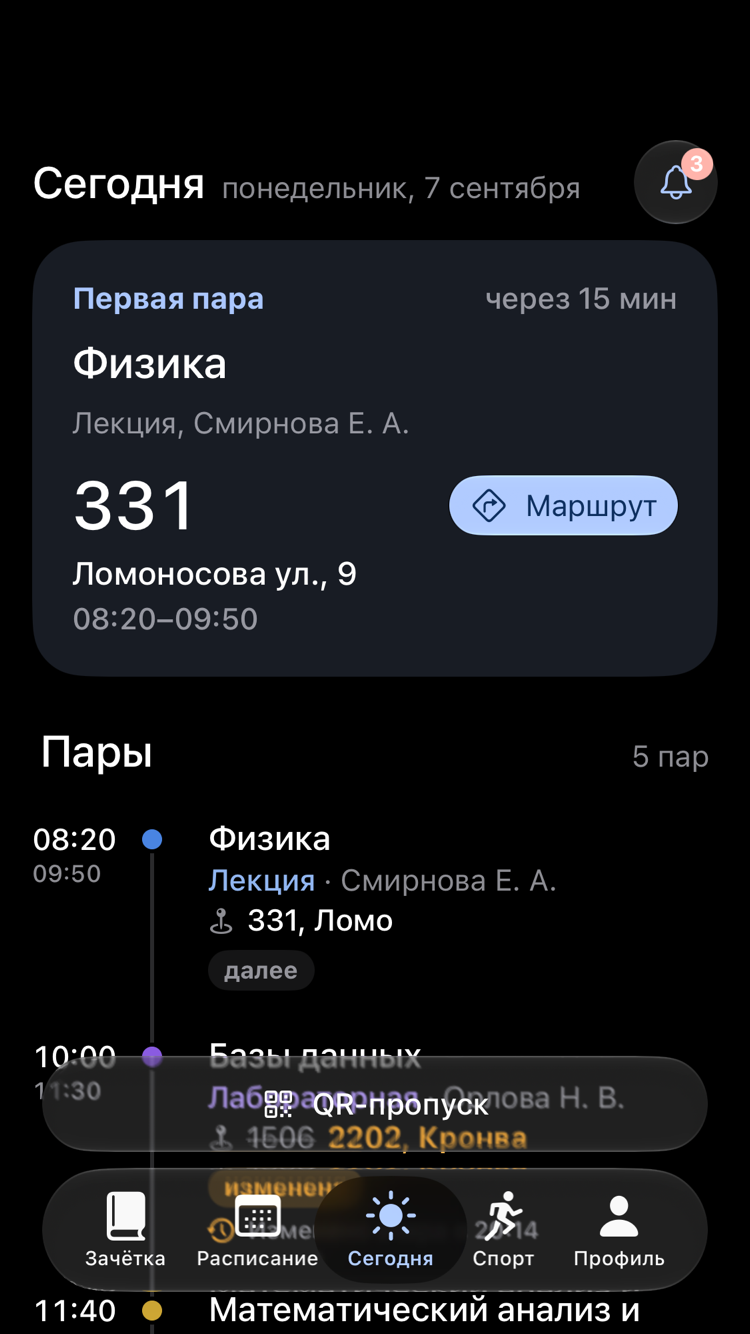 Сегодня понедельник, 7 сентября
3
Первая пара через 15 мин
Физика
Лекция, Смирнова Е. А.
331
Маршрут
Ломоносова ул., 9
08:20–09:50
Пары 5 пар
08:20 Физика
09:50 Лекция · Смирнова Е. А.
331, Ломо
далее
10:00 Базы данных
11:30 Лабораторная · Орлова Н. В.
QR-пропуск
1506 2202, Кронва
Зачётка Расписание Сегодня Спорт Профиль
11:40 Математический анализ и